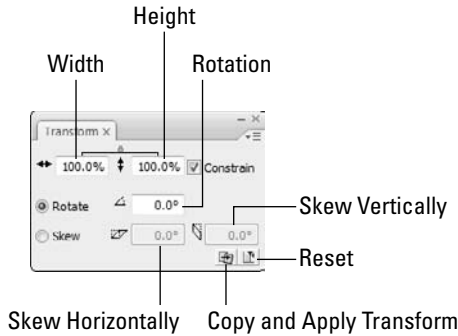 Height
Width Rotation
Transform ×
100.0% 100.0% Constrain
Rotate 0.0°
Skew 0.0° 0.0°
Skew Vertically
Reset
Skew Horizontally Copy and Apply Transform